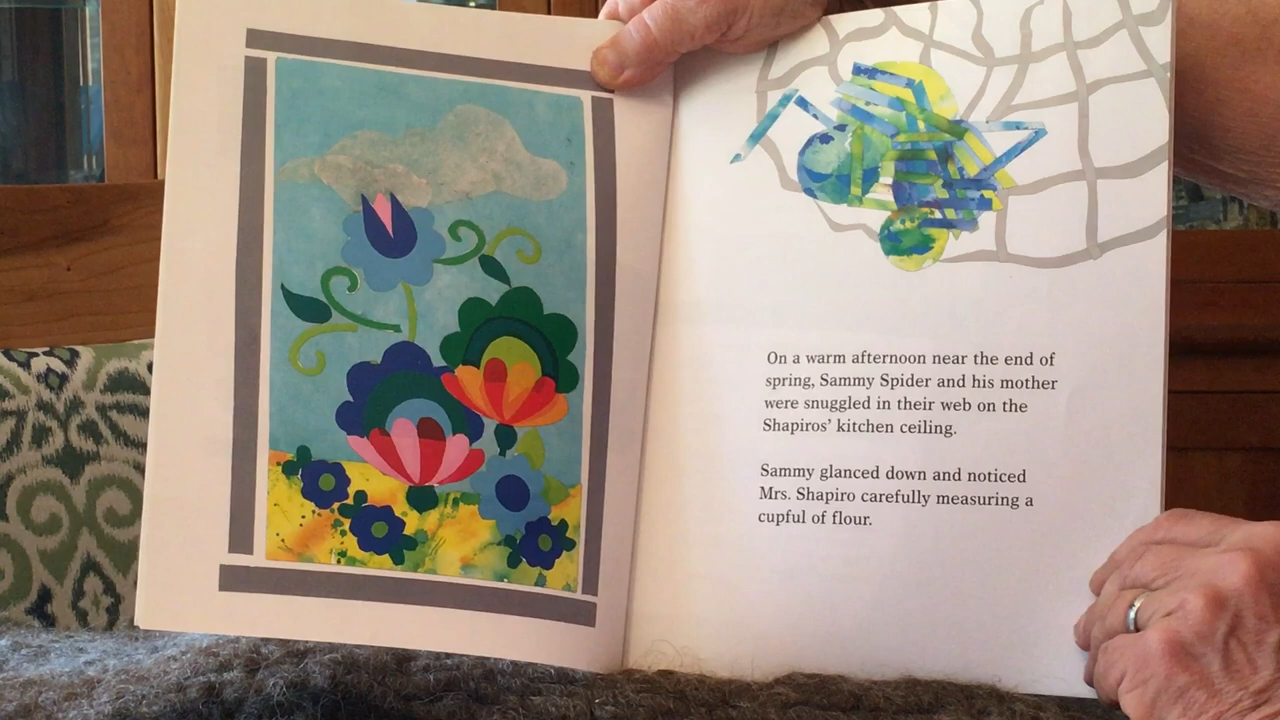 On a warm afternoon near the end of
spring, Sammy Spider and his mother
were snuggled in their web on the
Shapiros' kitchen ceiling.
Sammy glanced down and noticed
Mrs. Shapiro carefully measuring a
cupful of flour.